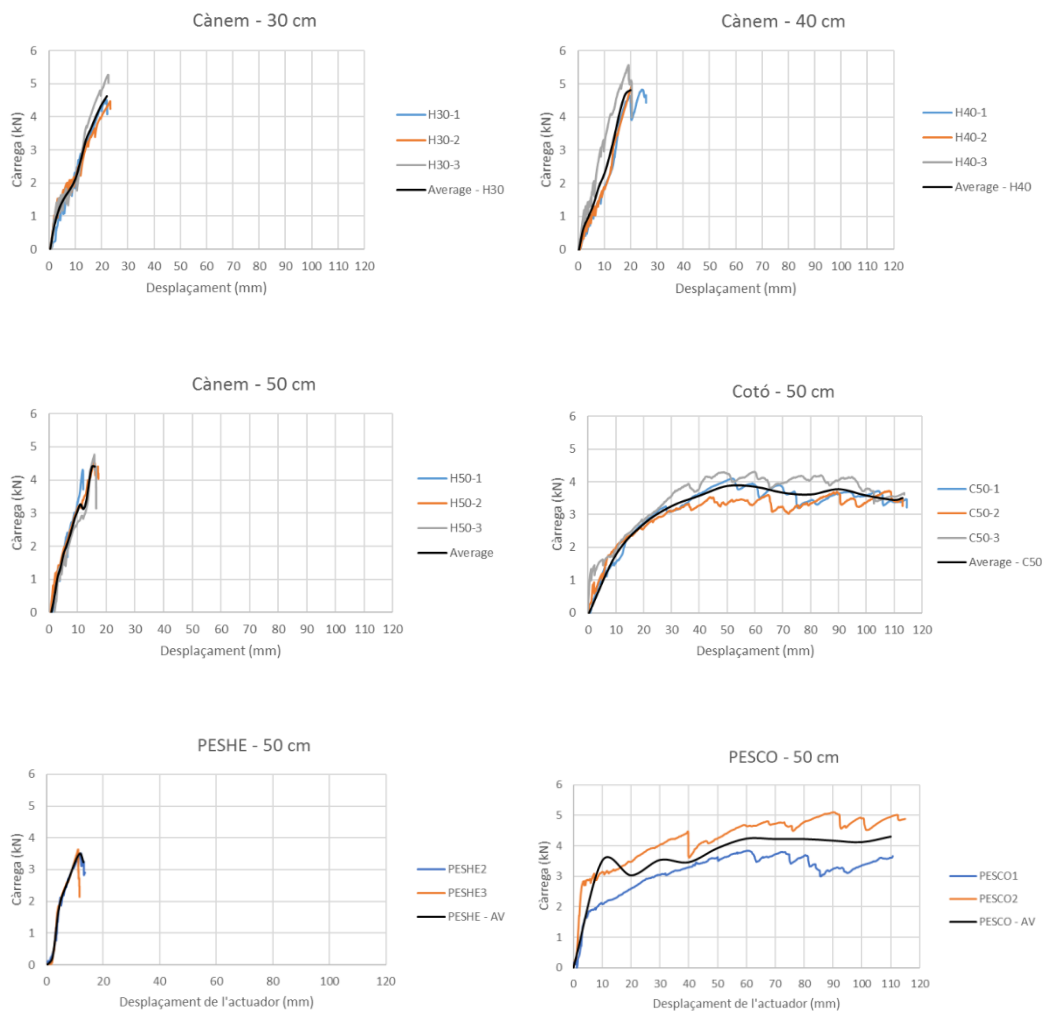 Cànem - 30 cm
Càrrega (kN)
6
5
4
3
2
1
0
0 10 20 30 40 50 60 70 80 90 100 110 120
Desplaçament (mm)
H30-1
H30-2
H30-3
Average - H30
Cànem - 40 cm
Càrrega (kN)
6
5
4
3
2
1
0
0 10 20 30 40 50 60 70 80 90 100 110 120
Desplaçament (mm)
H40-1
H40-2
H40-3
Average - H40
Cànem - 50 cm
Càrrega (kN)
6
5
4
3
2
1
0
0 10 20 30 40 50 60 70 80 90 100 110 120
Desplaçament (mm)
H50-1
H50-2
H50-3
Average
Cotó - 50 cm
Càrrega (kN)
6
5
4
3
2
1
0
0 10 20 30 40 50 60 70 80 90 100 110 120
Desplaçament (mm)
C50-1
C50-2
C50-3
Average - C50
PESHE - 50 cm
Càrrega (kN)
6
5
4
3
2
1
0
0 20 40 60 80 100 120
Desplaçament de l'actuador (mm)
PESHE2
PESHE3
PESHE - AV
PESCO - 50 cm
Càrrega (kN)
6
5
4
3
2
1
0
0 10 20 30 40 50 60 70 80 90 100 110 120
Desplaçament de l'actuador (mm)
PESCO1
PESCO2
PESCO - AV